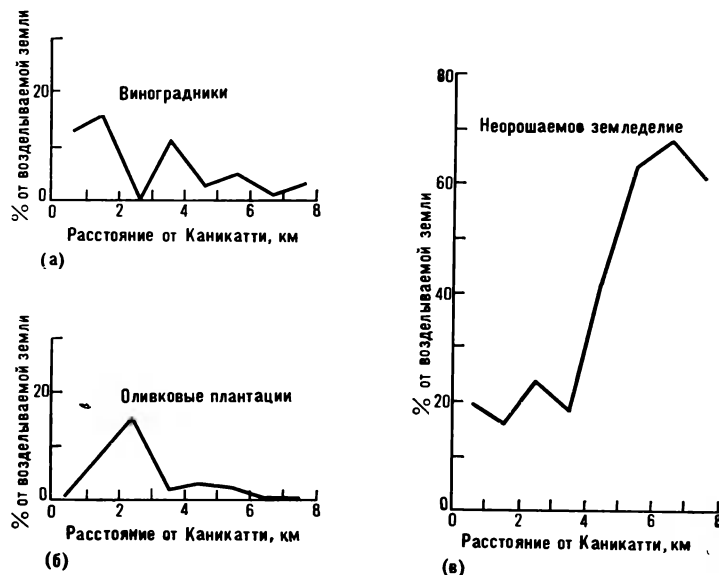 % от возделываемой земли
20
0
Виноградники
0 2 4 6 8
Расстояние от Каникатти, км
(а)
% от возделываемой земли
20
0
Оливковые плантации
0 2 4 6 8
Расстояние от Каникатти, км
(б)
% от возделываемой земли
80
60
40
20
0
Неорошаемов земледелие
0 2 4 6 8
Расстояние от Каникатти, км
(в)